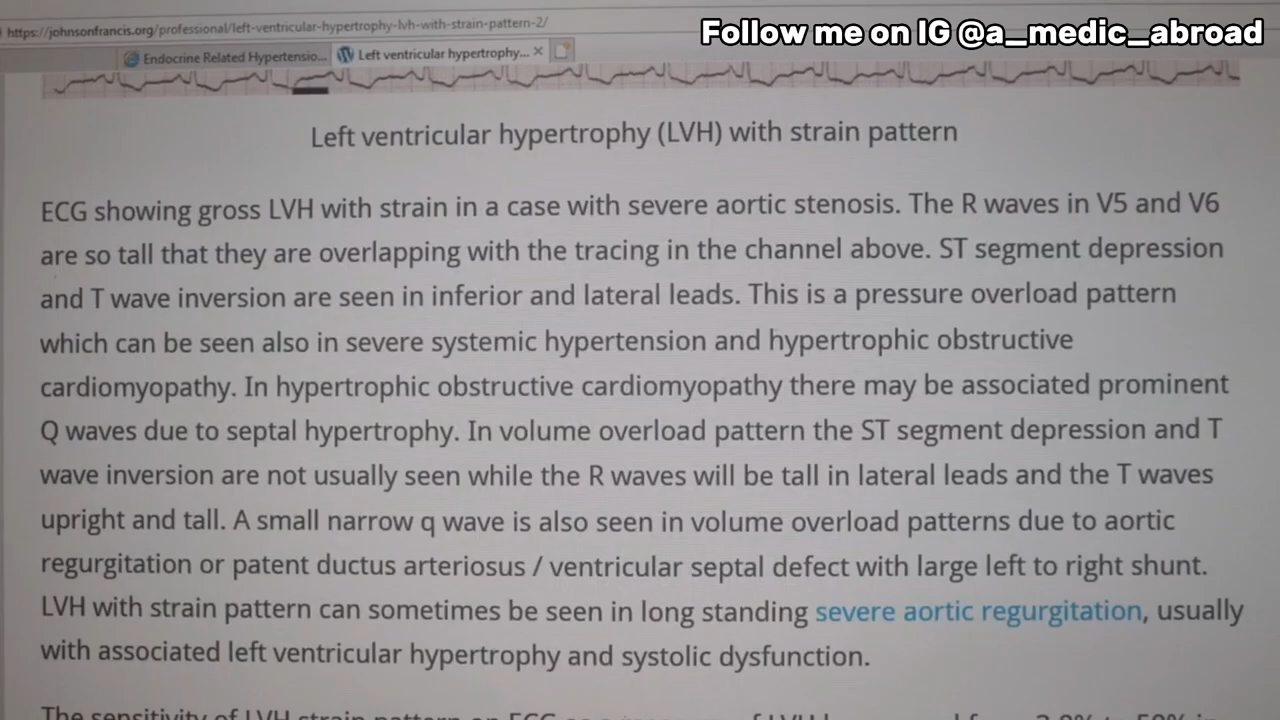 https://johnsonfrancis.org/professional/left-ventricular-hypertrophy-lvh-with-strain-pattern-2/
Follow me on IG @a_medic_abroad
Endocrine Related Hypertensio...
Left ventricular hypertrophy...
Left ventricular hypertrophy (LVH) with strain pattern
ECG showing gross LVH with strain in a case with severe aortic stenosis. The R waves in V5 and V6
are so tall that they are overlapping with the tracing in the channel above. ST segment depression
and T wave inversion are seen in inferior and lateral leads. This is a pressure overload pattern
which can be seen also in severe systemic hypertension and hypertrophic obstructive
cardiomyopathy. In hypertrophic obstructive cardiomyopathy there may be associated prominent
Q waves due to septal hypertrophy. In volume overload pattern the ST segment depression and T
wave inversion are not usually seen while the R waves will be tall in lateral leads and the T waves
upright and tall. A small narrow q wave is also seen in volume overload patterns due to aortic
regurgitation or patent ductus arteriosus / ventricular septal defect with large left to right shunt.
LVH with strain pattern can sometimes be seen in long standing severe aortic regurgitation, usually
with associated left ventricular hypertrophy and systolic dysfunction.
The sensitivity of LVH strain pattern on ECG as a